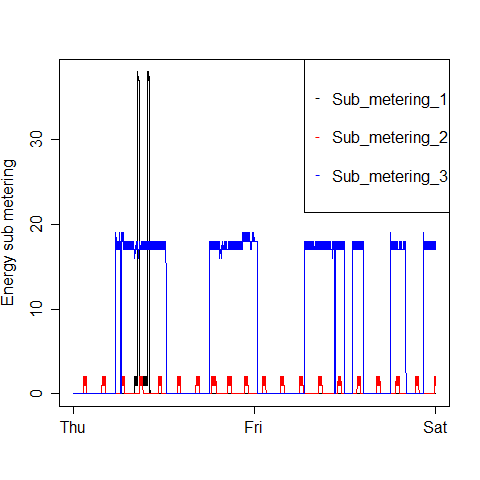 Energy sub metering
30
20
10
0
Sub_metering_1
Sub_metering_2
Sub_metering_3
Thu Fri Sat